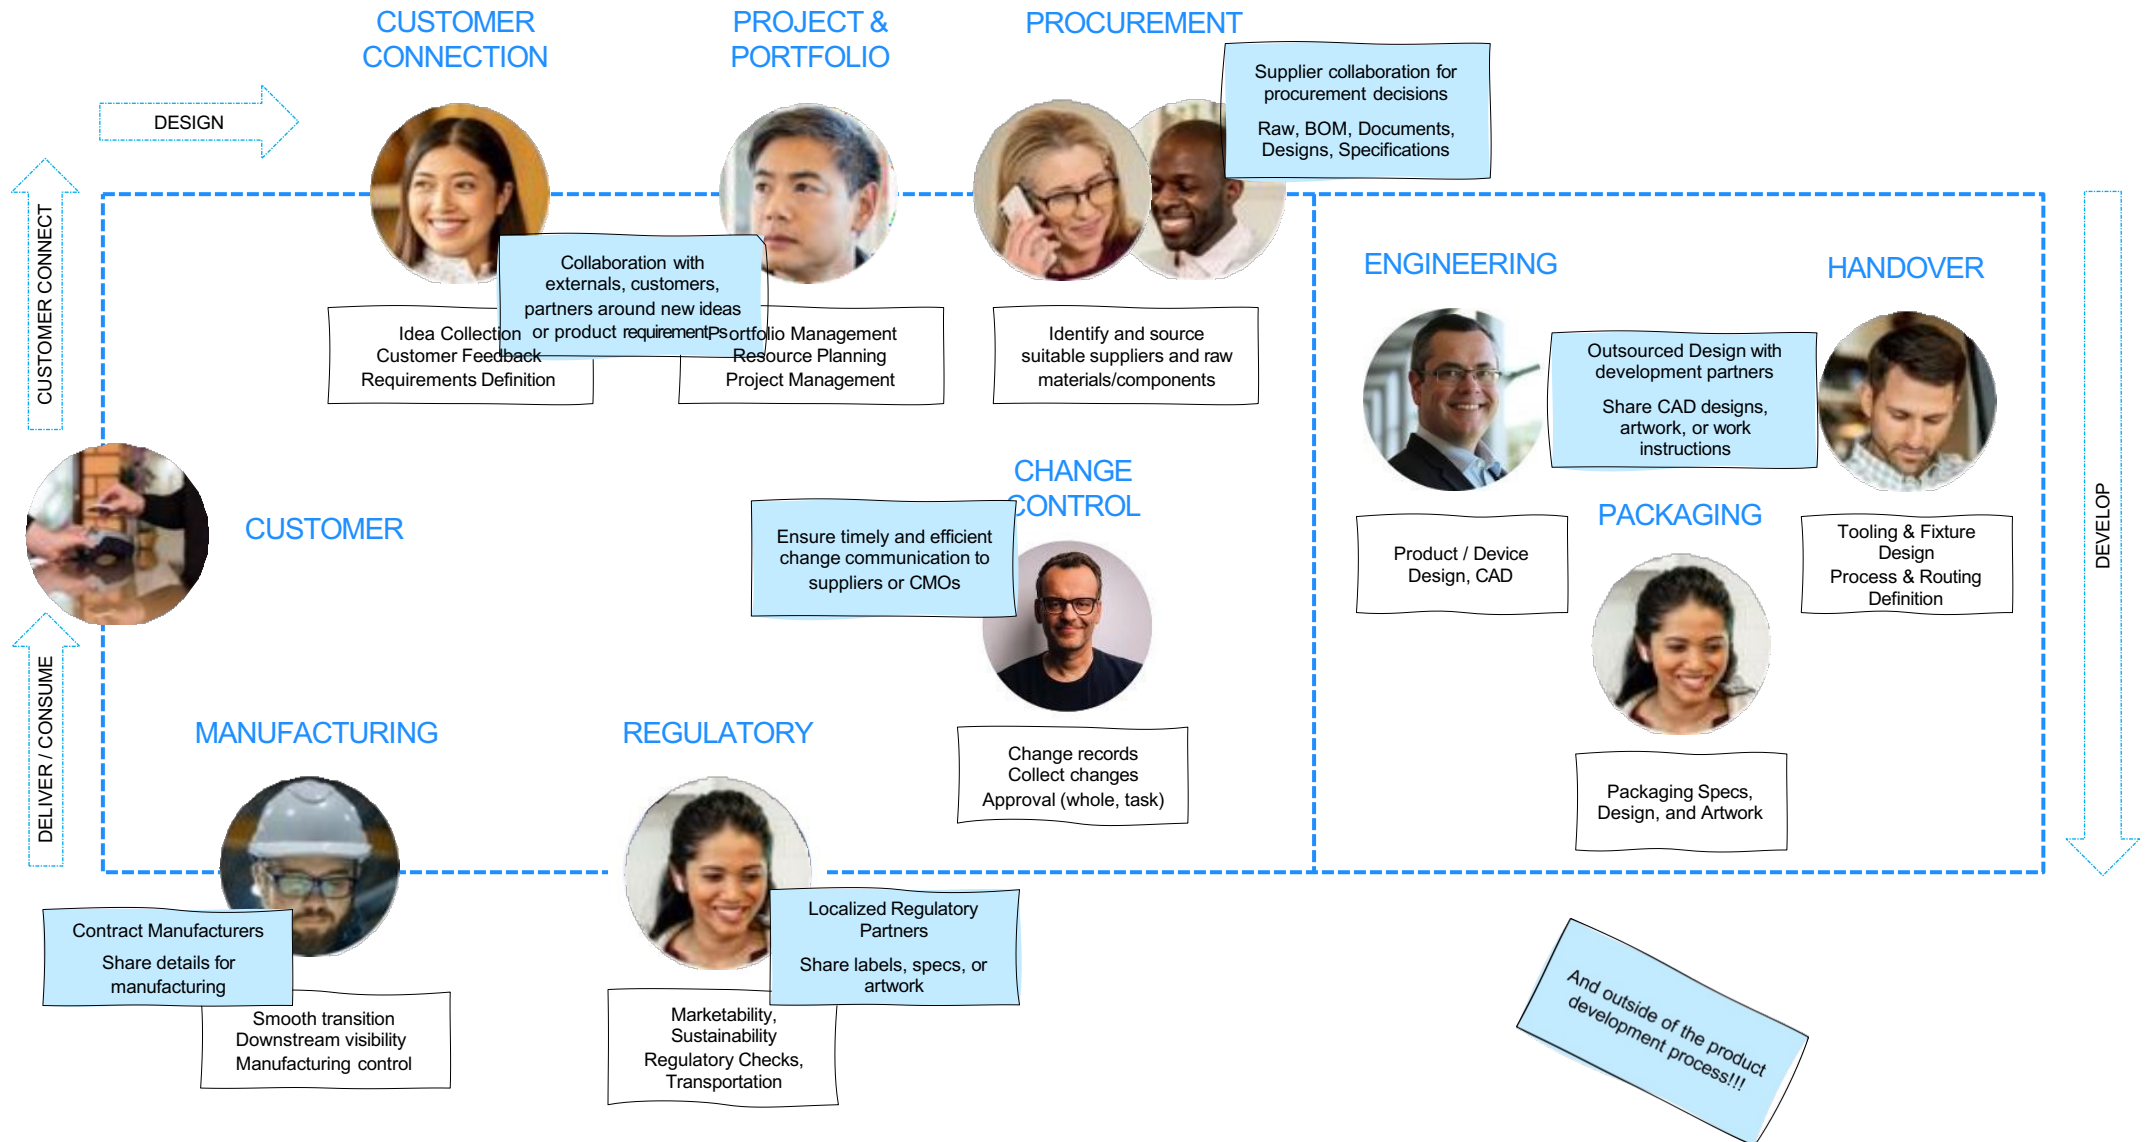 CUSTOMER
CONNECTION
PROJECT &
PORTFOLIO
PROCUREMENT
Supplier collaboration for
procurement decisions
Raw, BOM, Documents,
Designs, Specifications
DESIGN
CUSTOMER CONNECT
Collaboration with
externals, customers,
partners around new ideas
or product requirements
Idea Collection
Customer Feedback
Requirements Definition
Portfolio Management
Resource Planning
Project Management
Identify and source
suitable suppliers and raw
materials/components
ENGINEERING
HANDOVER
Outsourced Design with
development partners
Share CAD designs,
artwork, or work
instructions
CHANGE
CONTROL
Ensure timely and efficient
change communication to
suppliers or CMOs
CUSTOMER
PACKAGING
Product / Device
Design, CAD
Tooling & Fixture
Design
Process & Routing
Definition
DEVELOP
DELIVER / CONSUME
MANUFACTURING
REGULATORY
Change records
Collect changes
Approval (whole, task)
Packaging Specs,
Design, and Artwork
Contract Manufacturers
Share details for
manufacturing
Smooth transition
Downstream visibility
Manufacturing control
Localized Regulatory
Partners
Share labels, specs, or
artwork
Marketability,
Sustainability
Regulatory Checks,
Transportation
And outside of the product
development process!!!